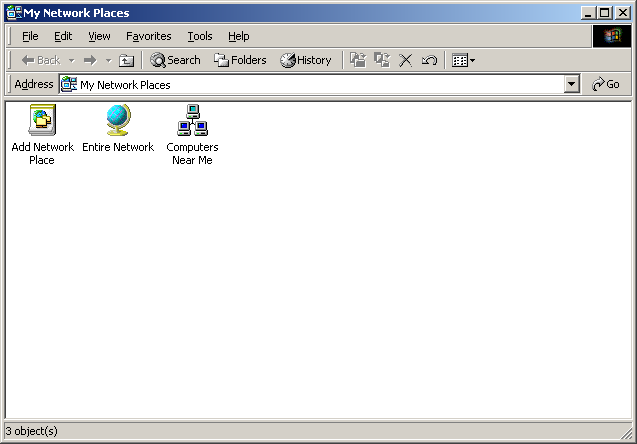 My Network Places
File Edit View Favorites Tools Help
Back Search Folders History
Address My Network Places Go
Add Network Place
Entire Network
Computers Near Me
3 object(s)